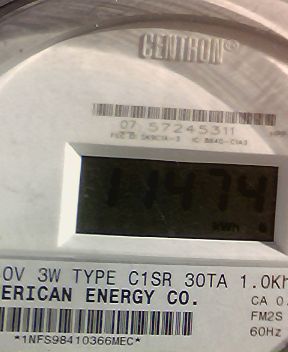 CENTRON®
07 57245311
11474
kWh
0V 3W TYPE C1SR 30TA 1.0Kh
ERICAN ENERGY CO.
CA 0.
FM2S
60Hz
*1NFS98410366MEC*